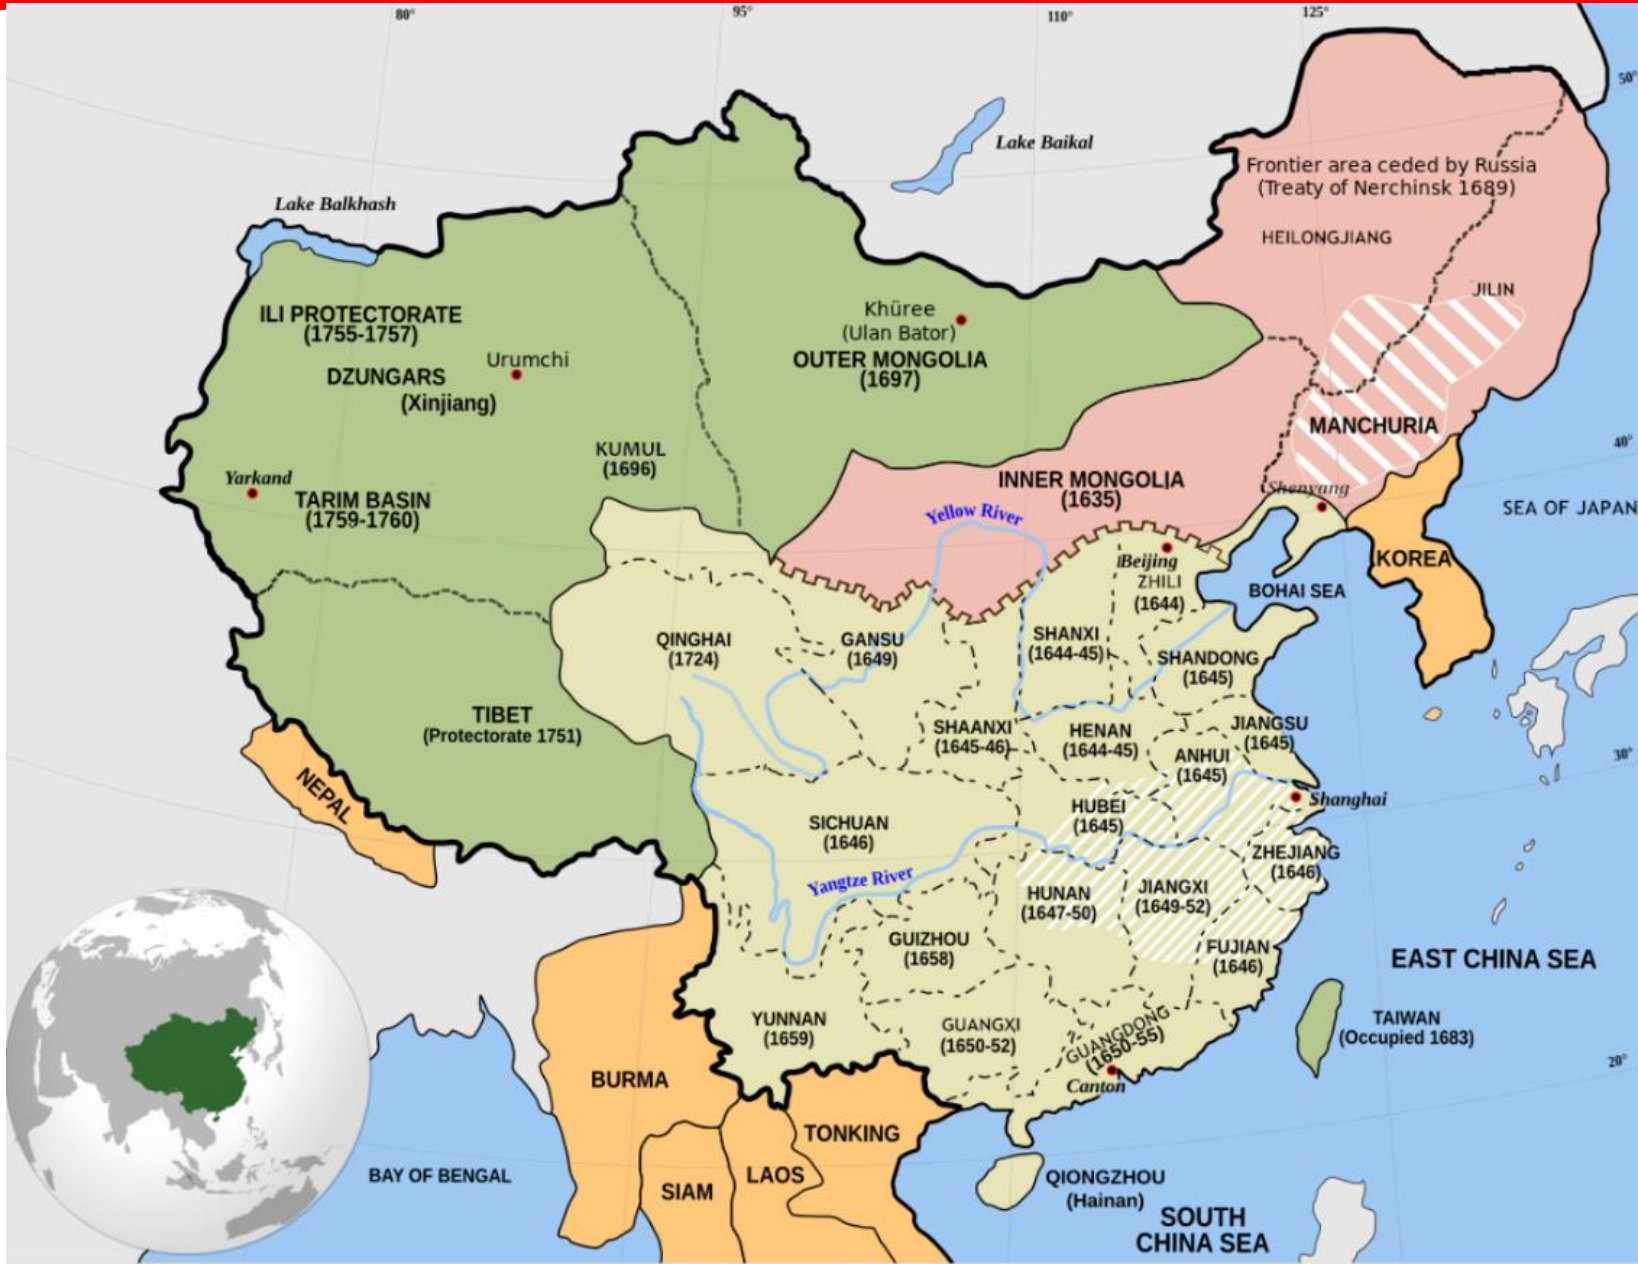 80°
95°
110°
125°
50°
Lake Baikal
Frontier area ceded by Russia
(Treaty of Nerchinsk 1689)
Lake Balkhash
HEILONGJIANG
JILIN
ILI PROTECTORATE
(1755-1757)
Khüree
(Ulan Bator)
Urumchi
OUTER MONGOLIA
(1697)
DZUNGARS
(Xinjiang)
MANCHURIA
40°
KUMUL
(1696)
Yarkand
TARIM BASIN
(1759-1760)
INNER MONGOLIA
(1635)
Shenyang
Yellow River
SEA OF JAPAN
Beijing
ZHILI
(1644)
KOREA
BOHAI SEA
QINGHAI
(1724)
GANSU
(1649)
SHANXI
(1644-45)
SHANDONG
(1645)
TIBET
(Protectorate 1751)
SHAANXI
(1645-46)
HENAN
(1644-45)
JIANGSU
(1645)
ANHUI
(1645)
30°
NEPAL
SICHUAN
(1646)
HUBEI
(1645)
Shanghai
ZHEJIANG
(1646)
Yangtze River
HUNAN
(1647-50)
JIANGXI
(1649-52)
GUIZHOU
(1658)
FUJIAN
(1646)
EAST CHINA SEA
YUNNAN
(1659)
GUANGXI
(1650-52)
GUANGDONG
(1650-55)
TAIWAN
(Occupied 1683)
20°
BURMA
Canton
TONKING
BAY OF BENGAL
SIAM
LAOS
QIONGZHOU
(Hainan)
SOUTH
CHINA SEA